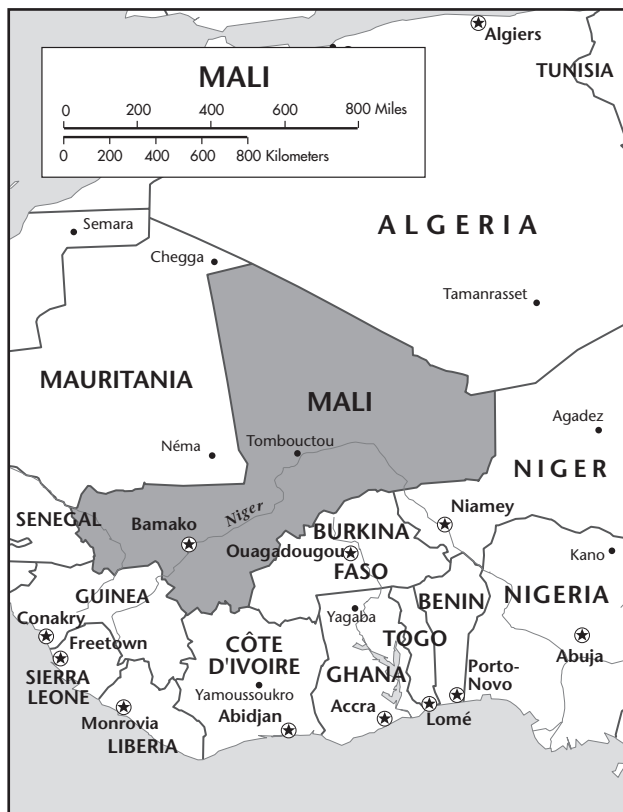 Algiers
TUNISIA
MALI
0 200 400 600 800 Miles
0 200 400 600 800 Kilometers
Semara
ALGERIA
Chegga
Tamanrasset
MAURITANIA
MALI
Agadez
Néma
Tombouctou
NIGER
Niger
SENEGAL
Bamako
Niamey
BURKINA
FASO
Ouagadougou
Kano
GUINEA
BENIN
NIGERIA
Yagaba
Conakry
Freetown
CÔTE
D'IVOIRE
TOGO
Abuja
SIERRA
LEONE
GHANA
Porto-
Novo
Yamoussoukro
Monrovia
Abidjan
Accra
Lomé
LIBERIA